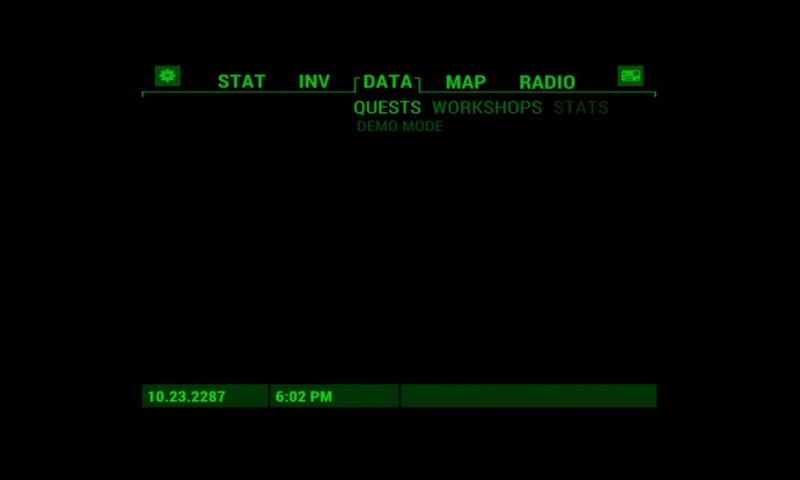 STAT INV DATA MAP RADIO
QUESTS WORKSHOPS STATS
DEMO MODE
10.23.2287 6:02 PM